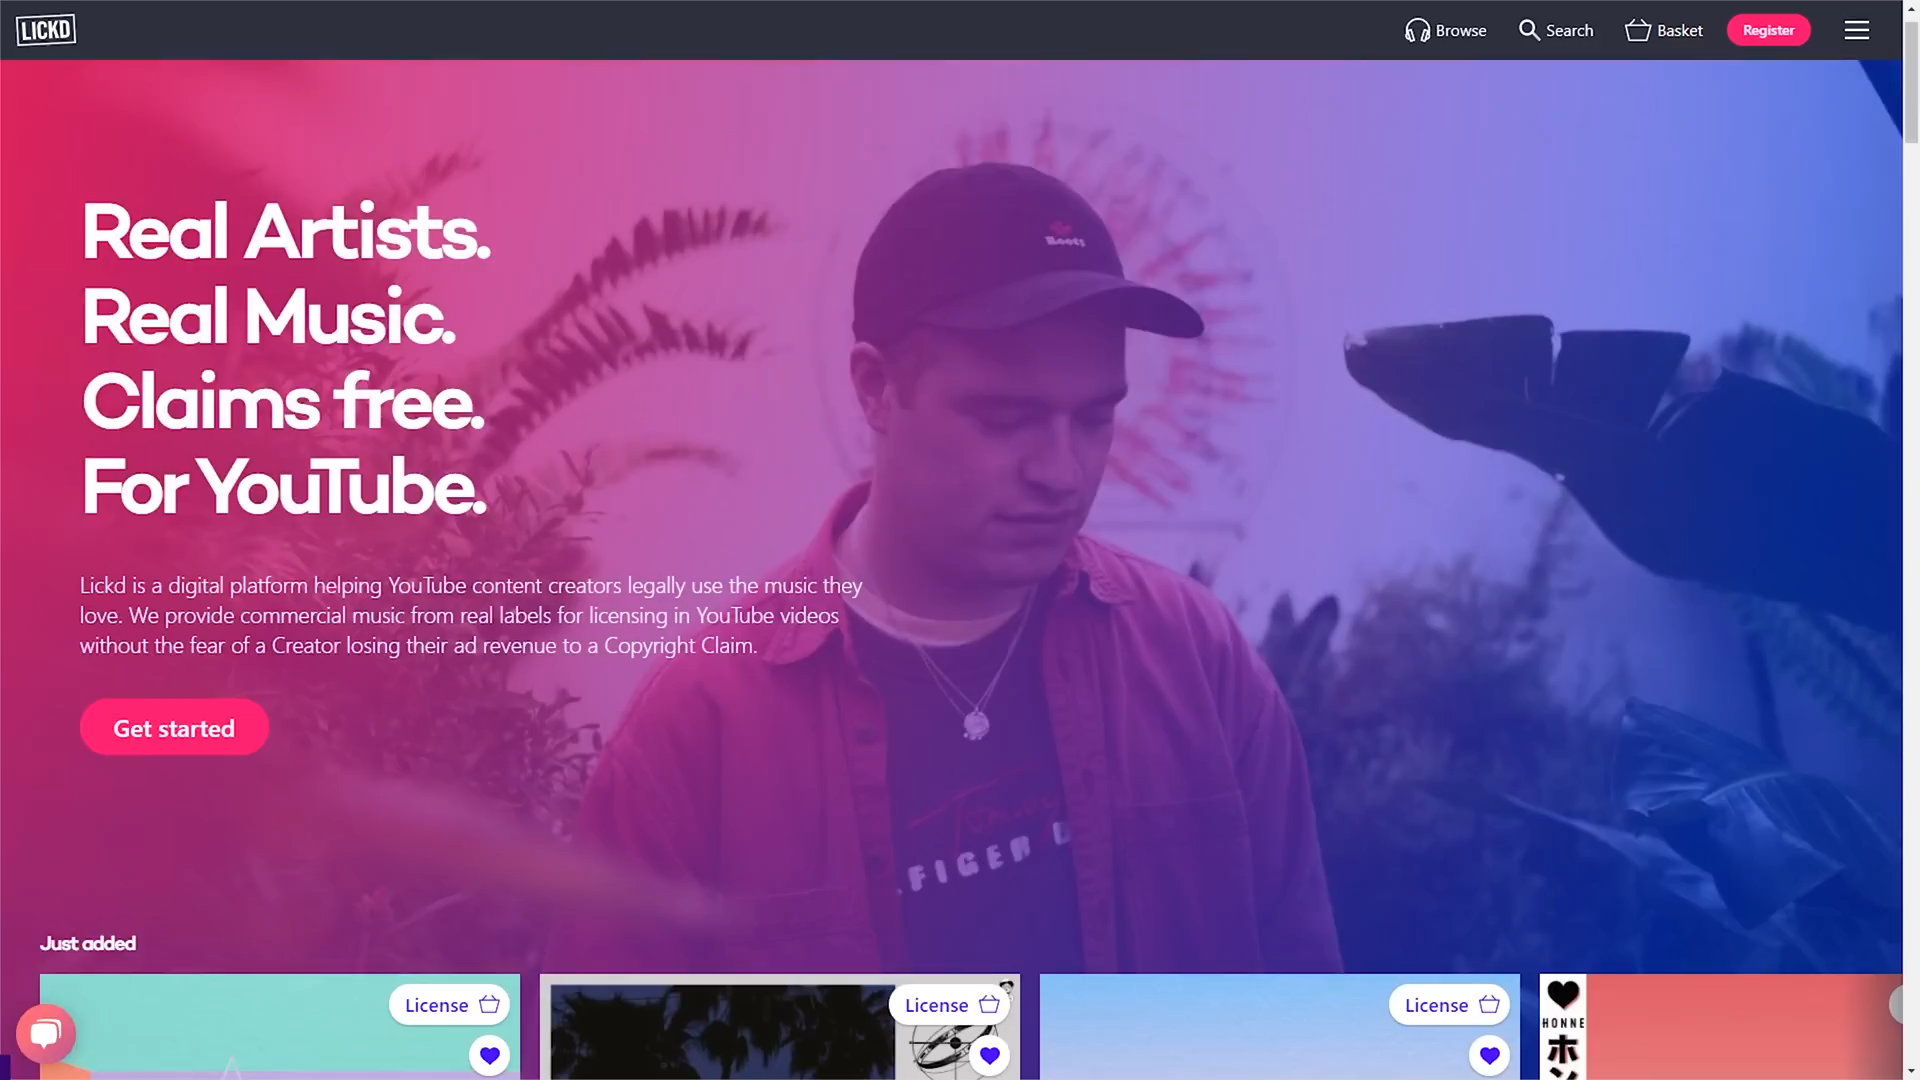 LICKD
Browse
Search
Basket
Register
Real Artists.
Real Music.
Claims free.
For YouTube.
Roots
Lickd is a digital platform helping YouTube content creators legally use the music they
love. We provide commercial music from real labels for licensing in YouTube videos
without the fear of a Creator losing their ad revenue to a Copyright Claim.
Get started
FIGER
Just added
License
License
License
HONNE
ホン